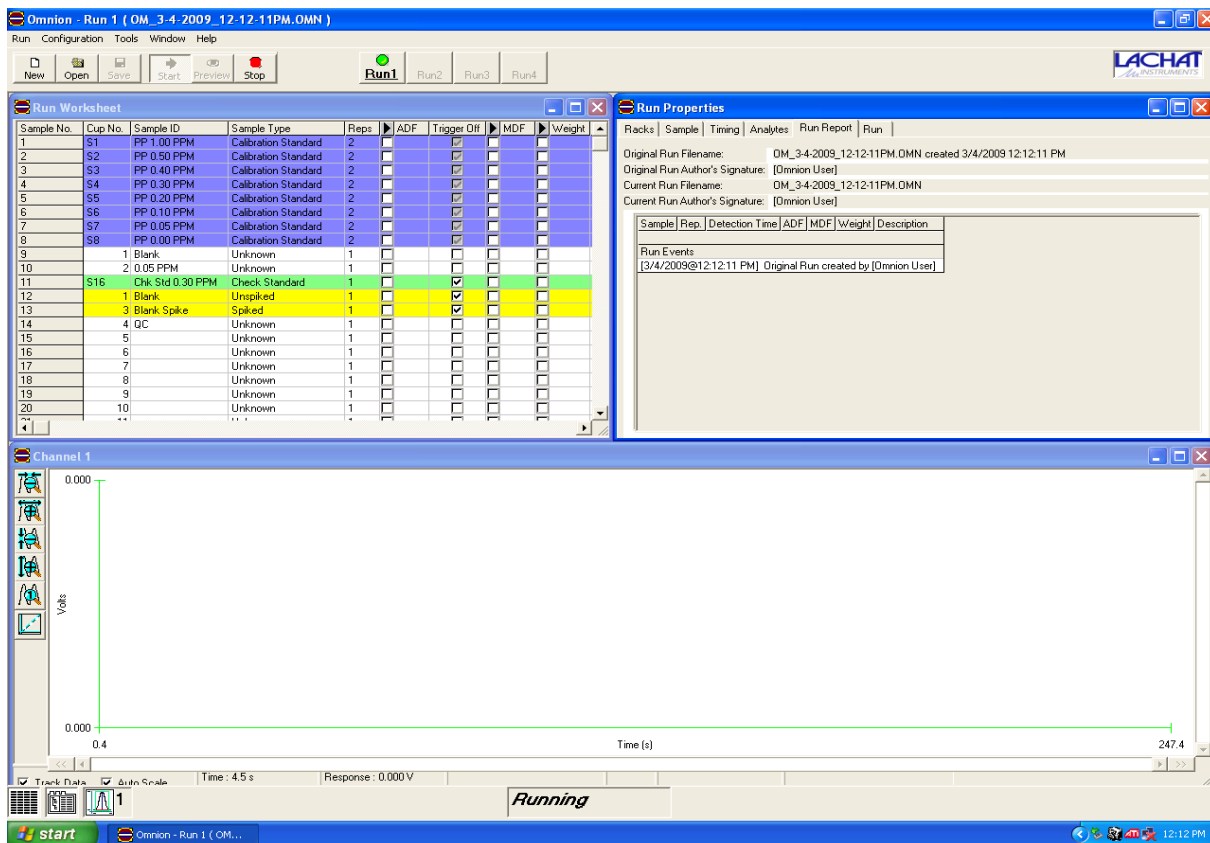 Omnion - Run 1 ( OM_3-4-2009_12-12-11PM.OMN )
Run Configuration Tools Window Help
New Open Save Start Preview Stop Run1 Run2 Run3 Run4
LACHAT
INSTRUMENTS
Run Worksheet
Sample No. Cup No. Sample ID Sample Type Reps ADF Trigger Off MDF Weight
1 S1 PP 1.00 PPM Calibration Standard 2
2 S2 PP 0.50 PPM Calibration Standard 2
3 S3 PP 0.40 PPM Calibration Standard 2
4 S4 PP 0.30 PPM Calibration Standard 2
5 S5 PP 0.20 PPM Calibration Standard 2
6 S6 PP 0.10 PPM Calibration Standard 2
7 S7 PP 0.05 PPM Calibration Standard 2
8 S8 PP 0.00 PPM Calibration Standard 2
9 1 Blank Unknown 1
10 2 0.05 PPM Unknown 1
11 S16 Chk Std 0.30 PPM Check Standard 1
12 1 Blank Unspiked 1
13 3 Blank Spike Spiked 1
14 4 QC Unknown 1
15 5 Unknown 1
16 6 Unknown 1
17 7 Unknown 1
18 8 Unknown 1
19 9 Unknown 1
20 10 Unknown 1
Run Properties
Racks Sample Timing Analytes Run Report Run
Original Run Filename: OM_3-4-2009_12-12-11PM.OMN created 3/4/2009 12:12:11 PM
Original Run Author's Signature: [Omnion User]
Current Run Filename: OM_3-4-2009_12-12-11PM.OMN
Current Run Author's Signature: [Omnion User]
Sample Rep. Detection Time ADF MDF Weight Description
Run Events
[3/4/2009@12:12:11 PM] Original Run created by [Omnion User]
Channel 1
0.000
Volts
0.000
0.4 Time (s) 247.4
<< >>
Track Data Auto Scale Time : 4.5 s Response : 0.000 V
1 Running
start Omnion - Run 1 ( OM... 12:12 PM